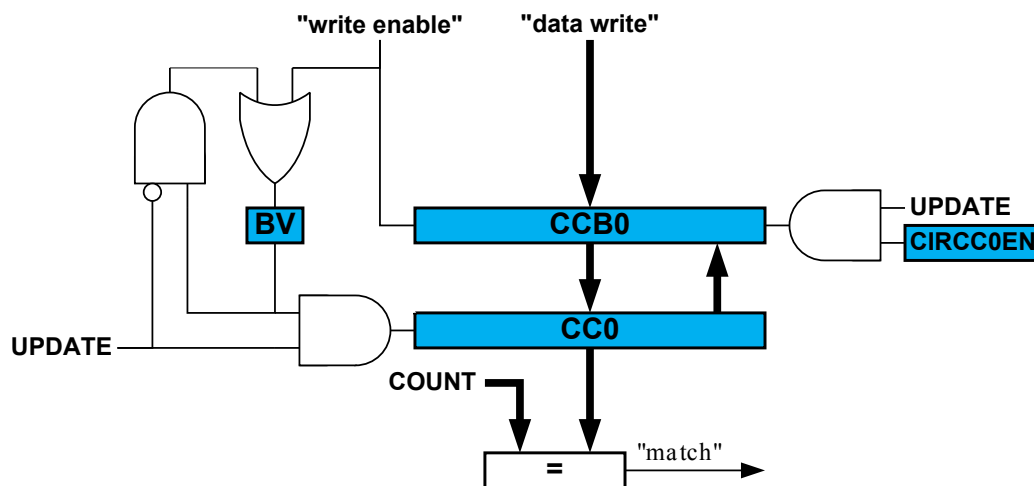 "write enable"
"data write"
BV
CCB0
UPDATE
CIRCC0EN
UPDATE
CC0
COUNT
=
"match"